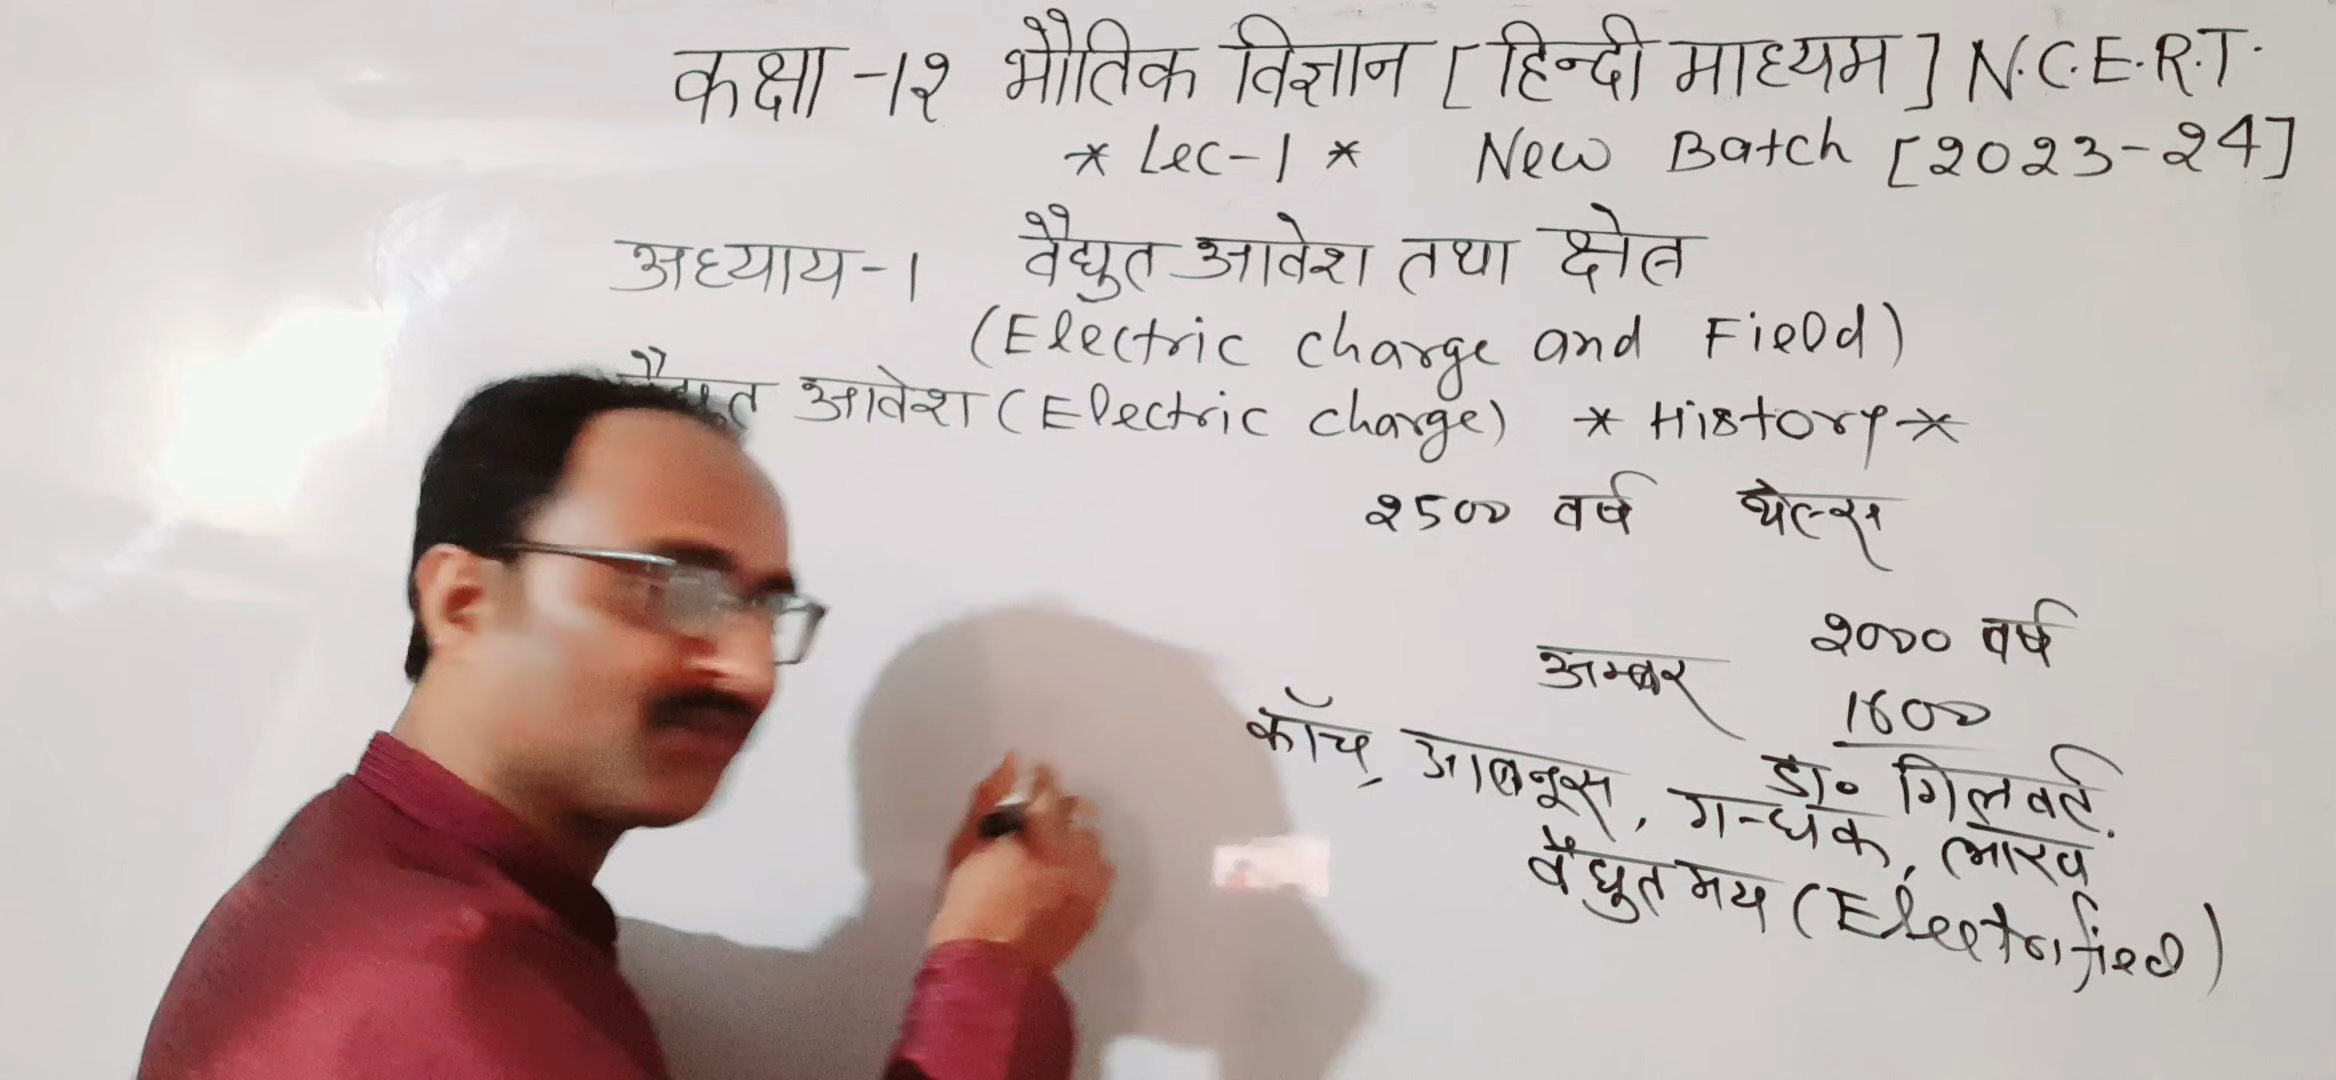 कक्षा -12 भौतिक विज्ञान [हिन्दी माध्यम] N.C.E.R.T.
* Lec-1 * New Batch [2023-24]
अध्याय-1 वैद्युत आवेश तथा क्षेत्र
(Electric charge and Field)
वैद्युत आवेश (Electric charge) * History *
2500 वर्ष थेल्स
2000 वर्ष
अम्बर
1600
डा० गिलबर्ट
काँच, आबनूस, गन्धक, लाख
वैद्युतमय (Electrified)